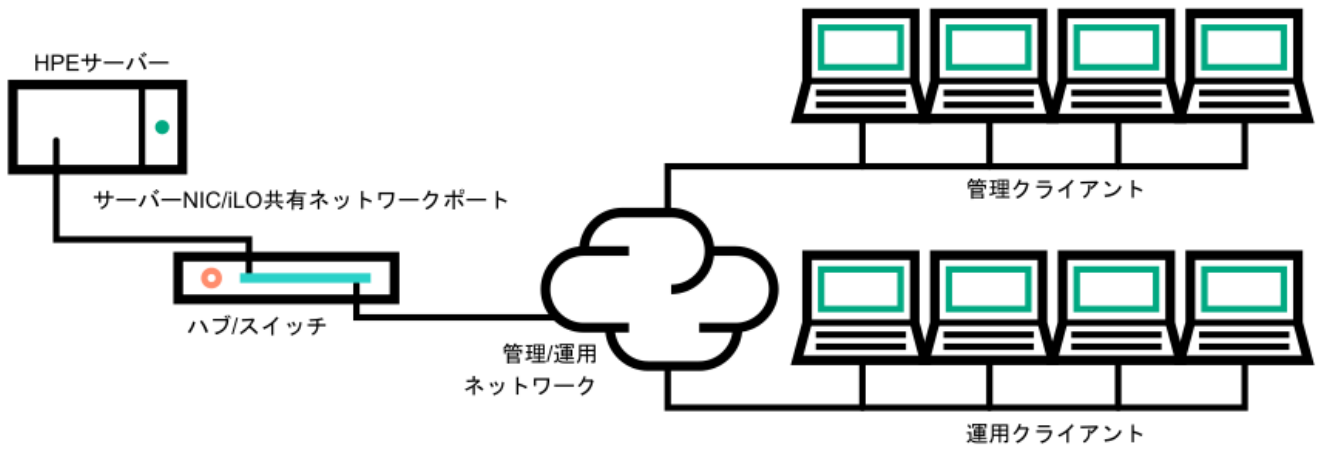 HPEサーバー
サーバーNIC/iLO共有ネットワークポート
管理クライアント
ハブ/スイッチ
管理/運用
ネットワーク
運用クライアント